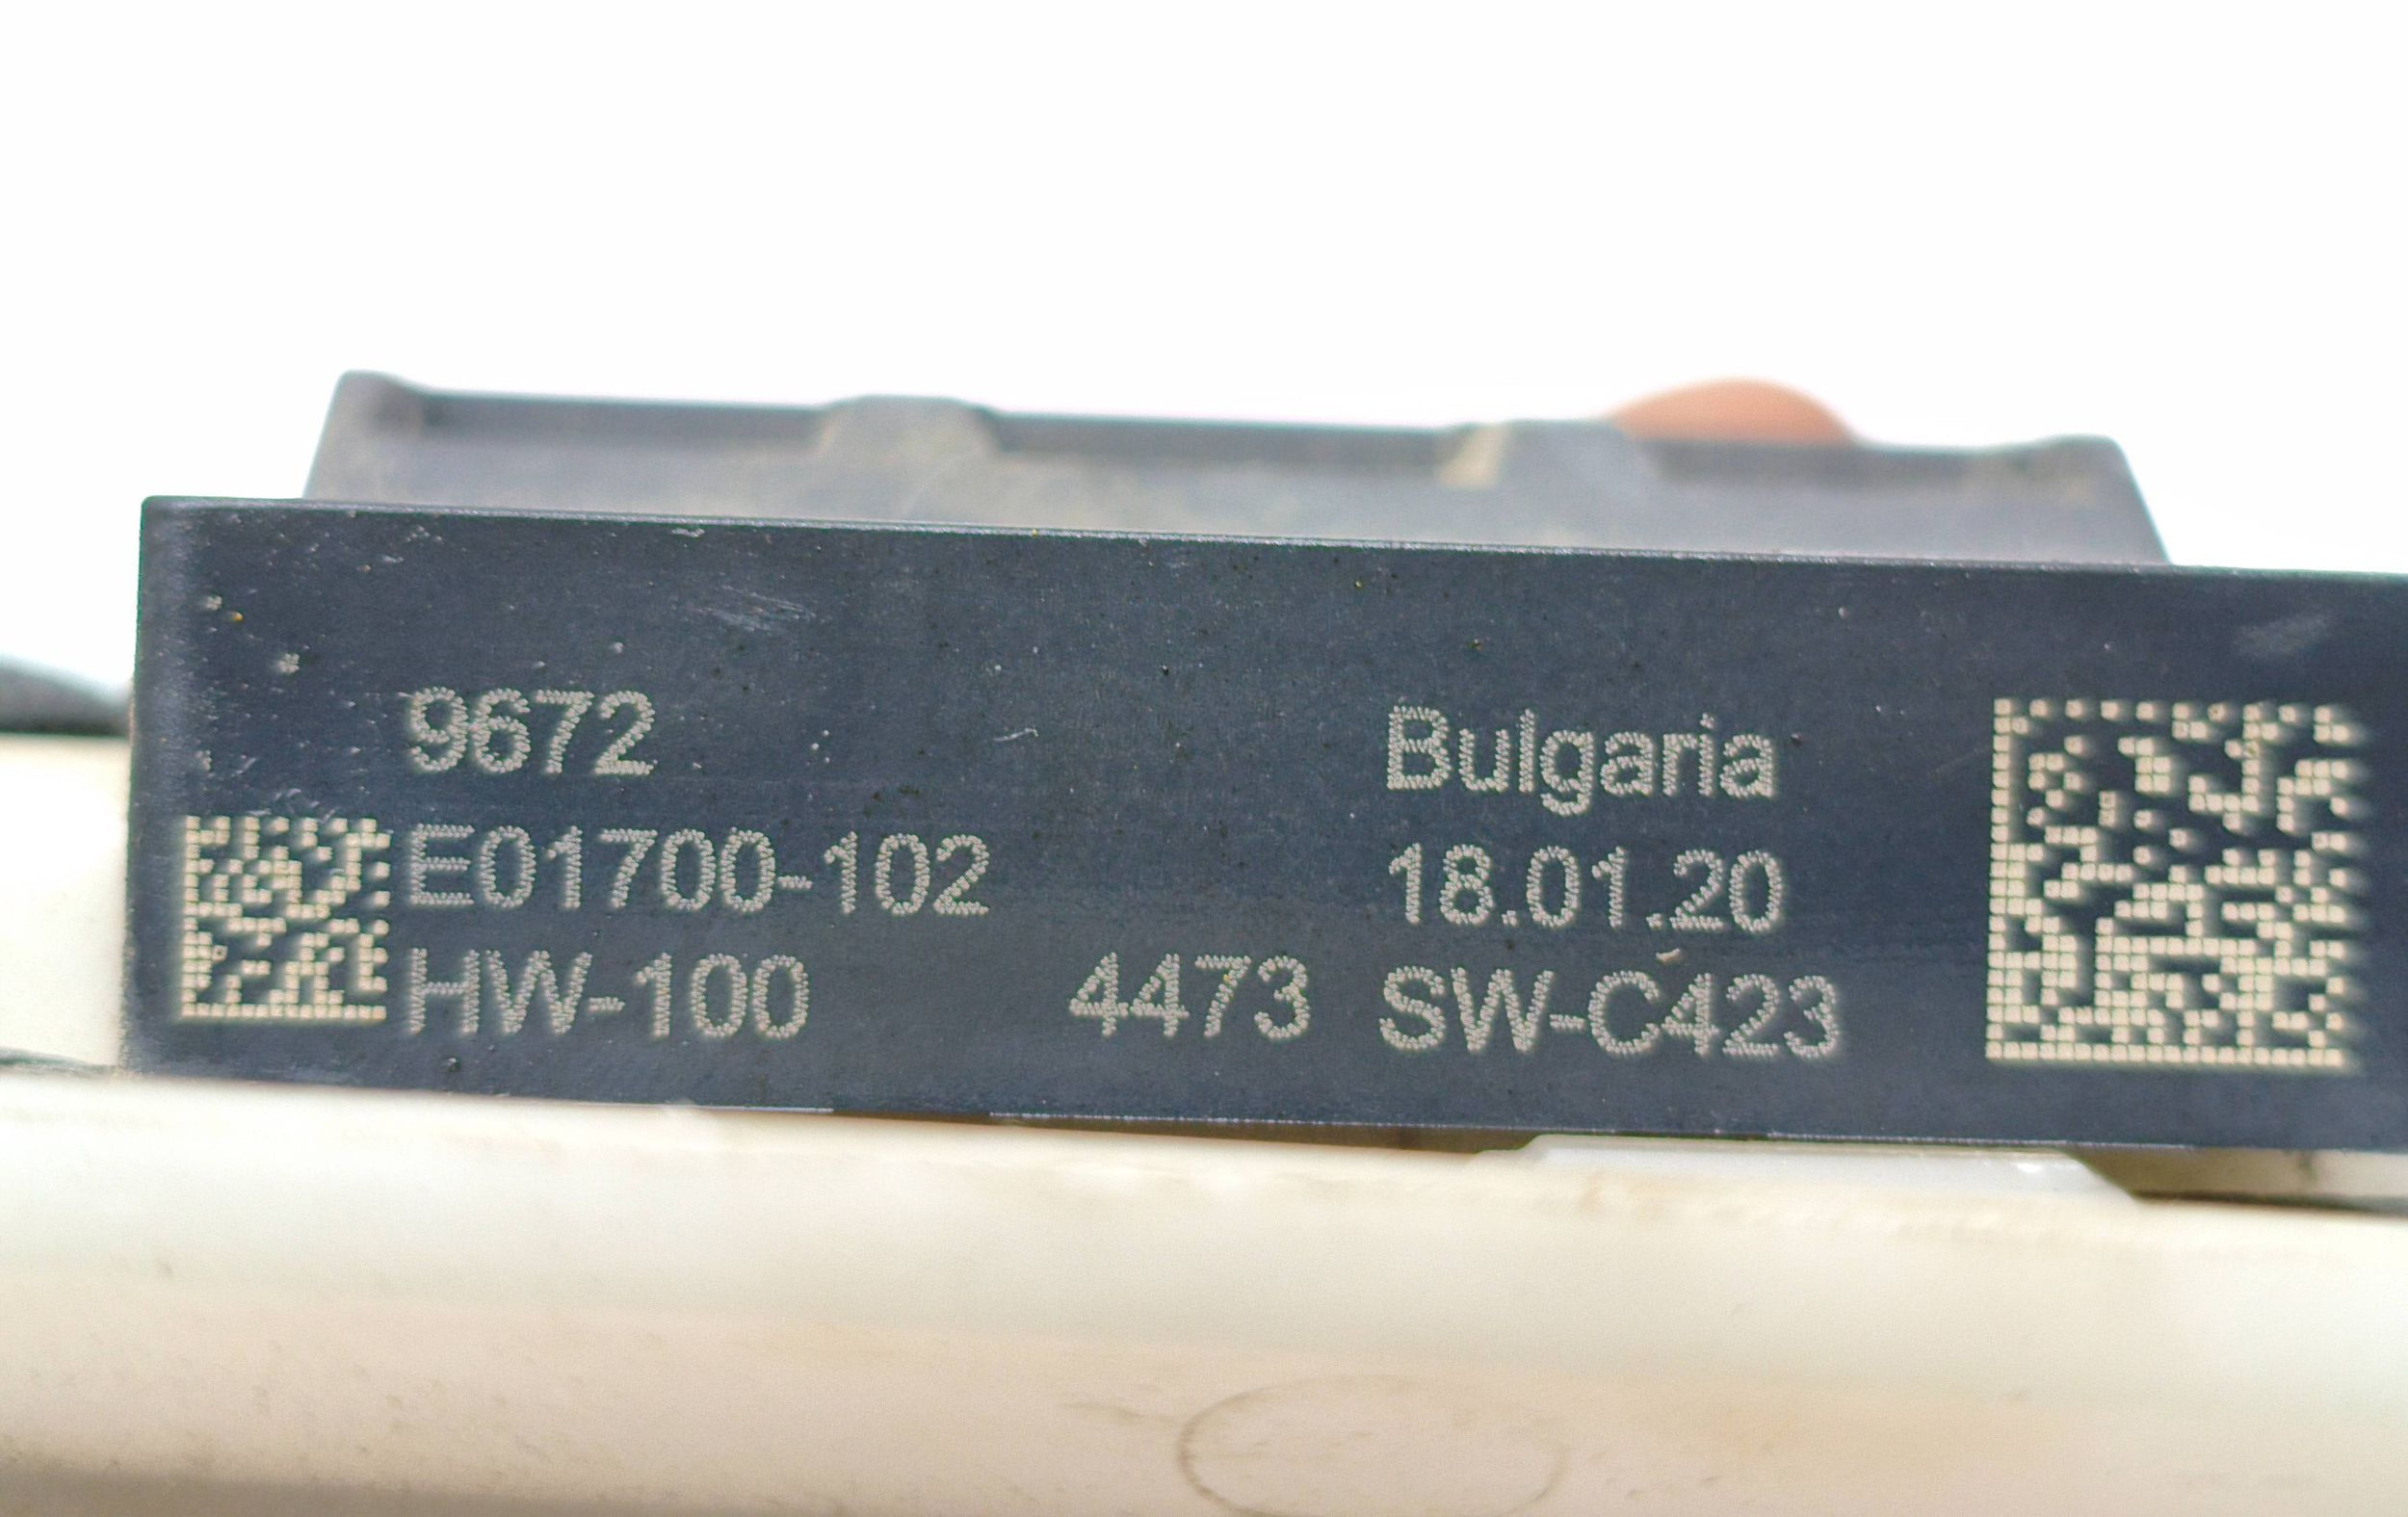 9672
Bulgaria
E01700-102
18.01.20
HW-100
4473
SW-C423